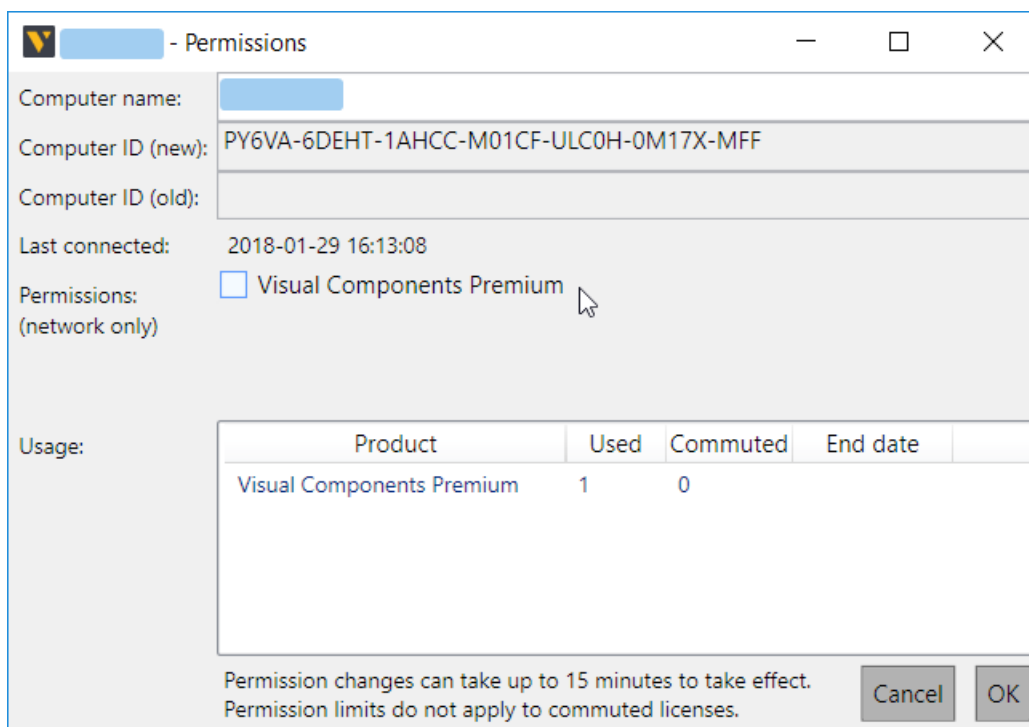 - Permissions
Computer name:
Computer ID (new): PY6VA-6DEHT-1AHCC-M01CF-ULC0H-0M17X-MFF
Computer ID (old):
Last connected: 2018-01-29 16:13:08
Permissions: Visual Components Premium
(network only)
Usage:
Product Used Commuted End date
Visual Components Premium 1 0
Permission changes can take up to 15 minutes to take effect.
Permission limits do not apply to commuted licenses.
Cancel OK